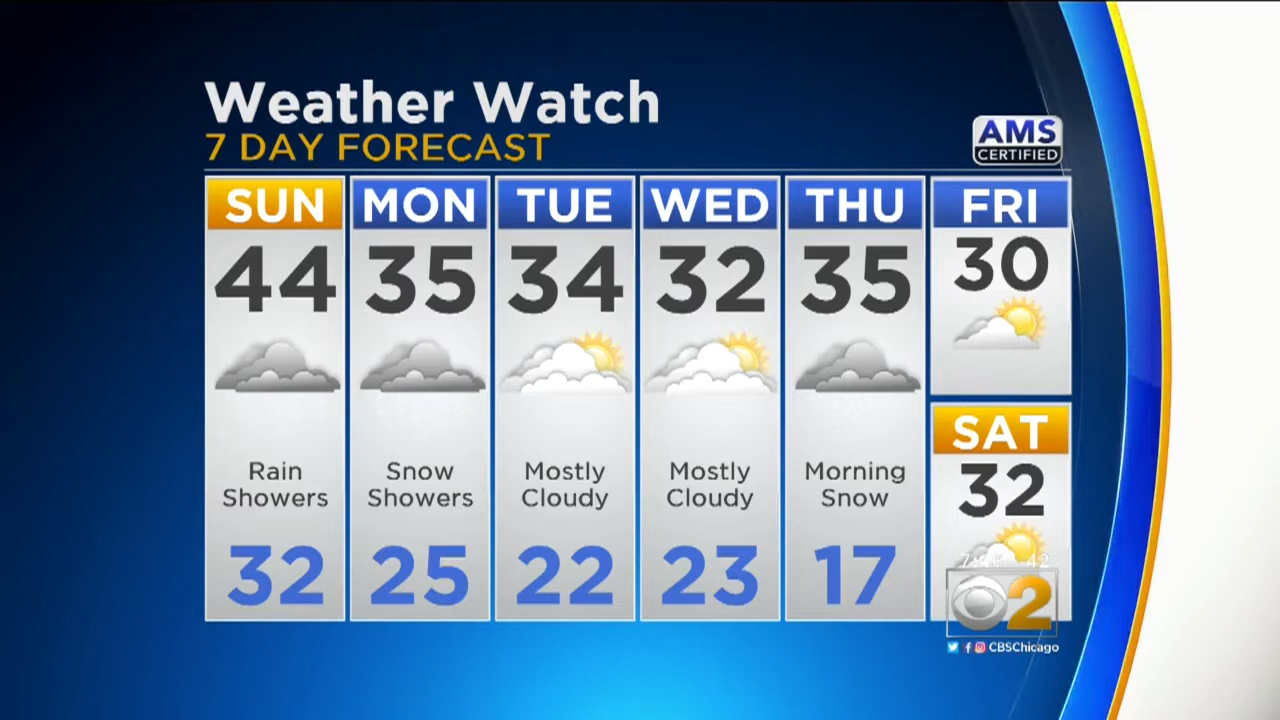 Weather Watch
7 DAY FORECAST
AMS
CERTIFIED
SUN
44
Rain
Showers
32
MON
35
Snow
Showers
25
TUE
34
Mostly
Cloudy
22
WED
32
Mostly
Cloudy
23
THU
35
Morning
Snow
17
FRI
30
SAT
32
42°
2
CBSChicago